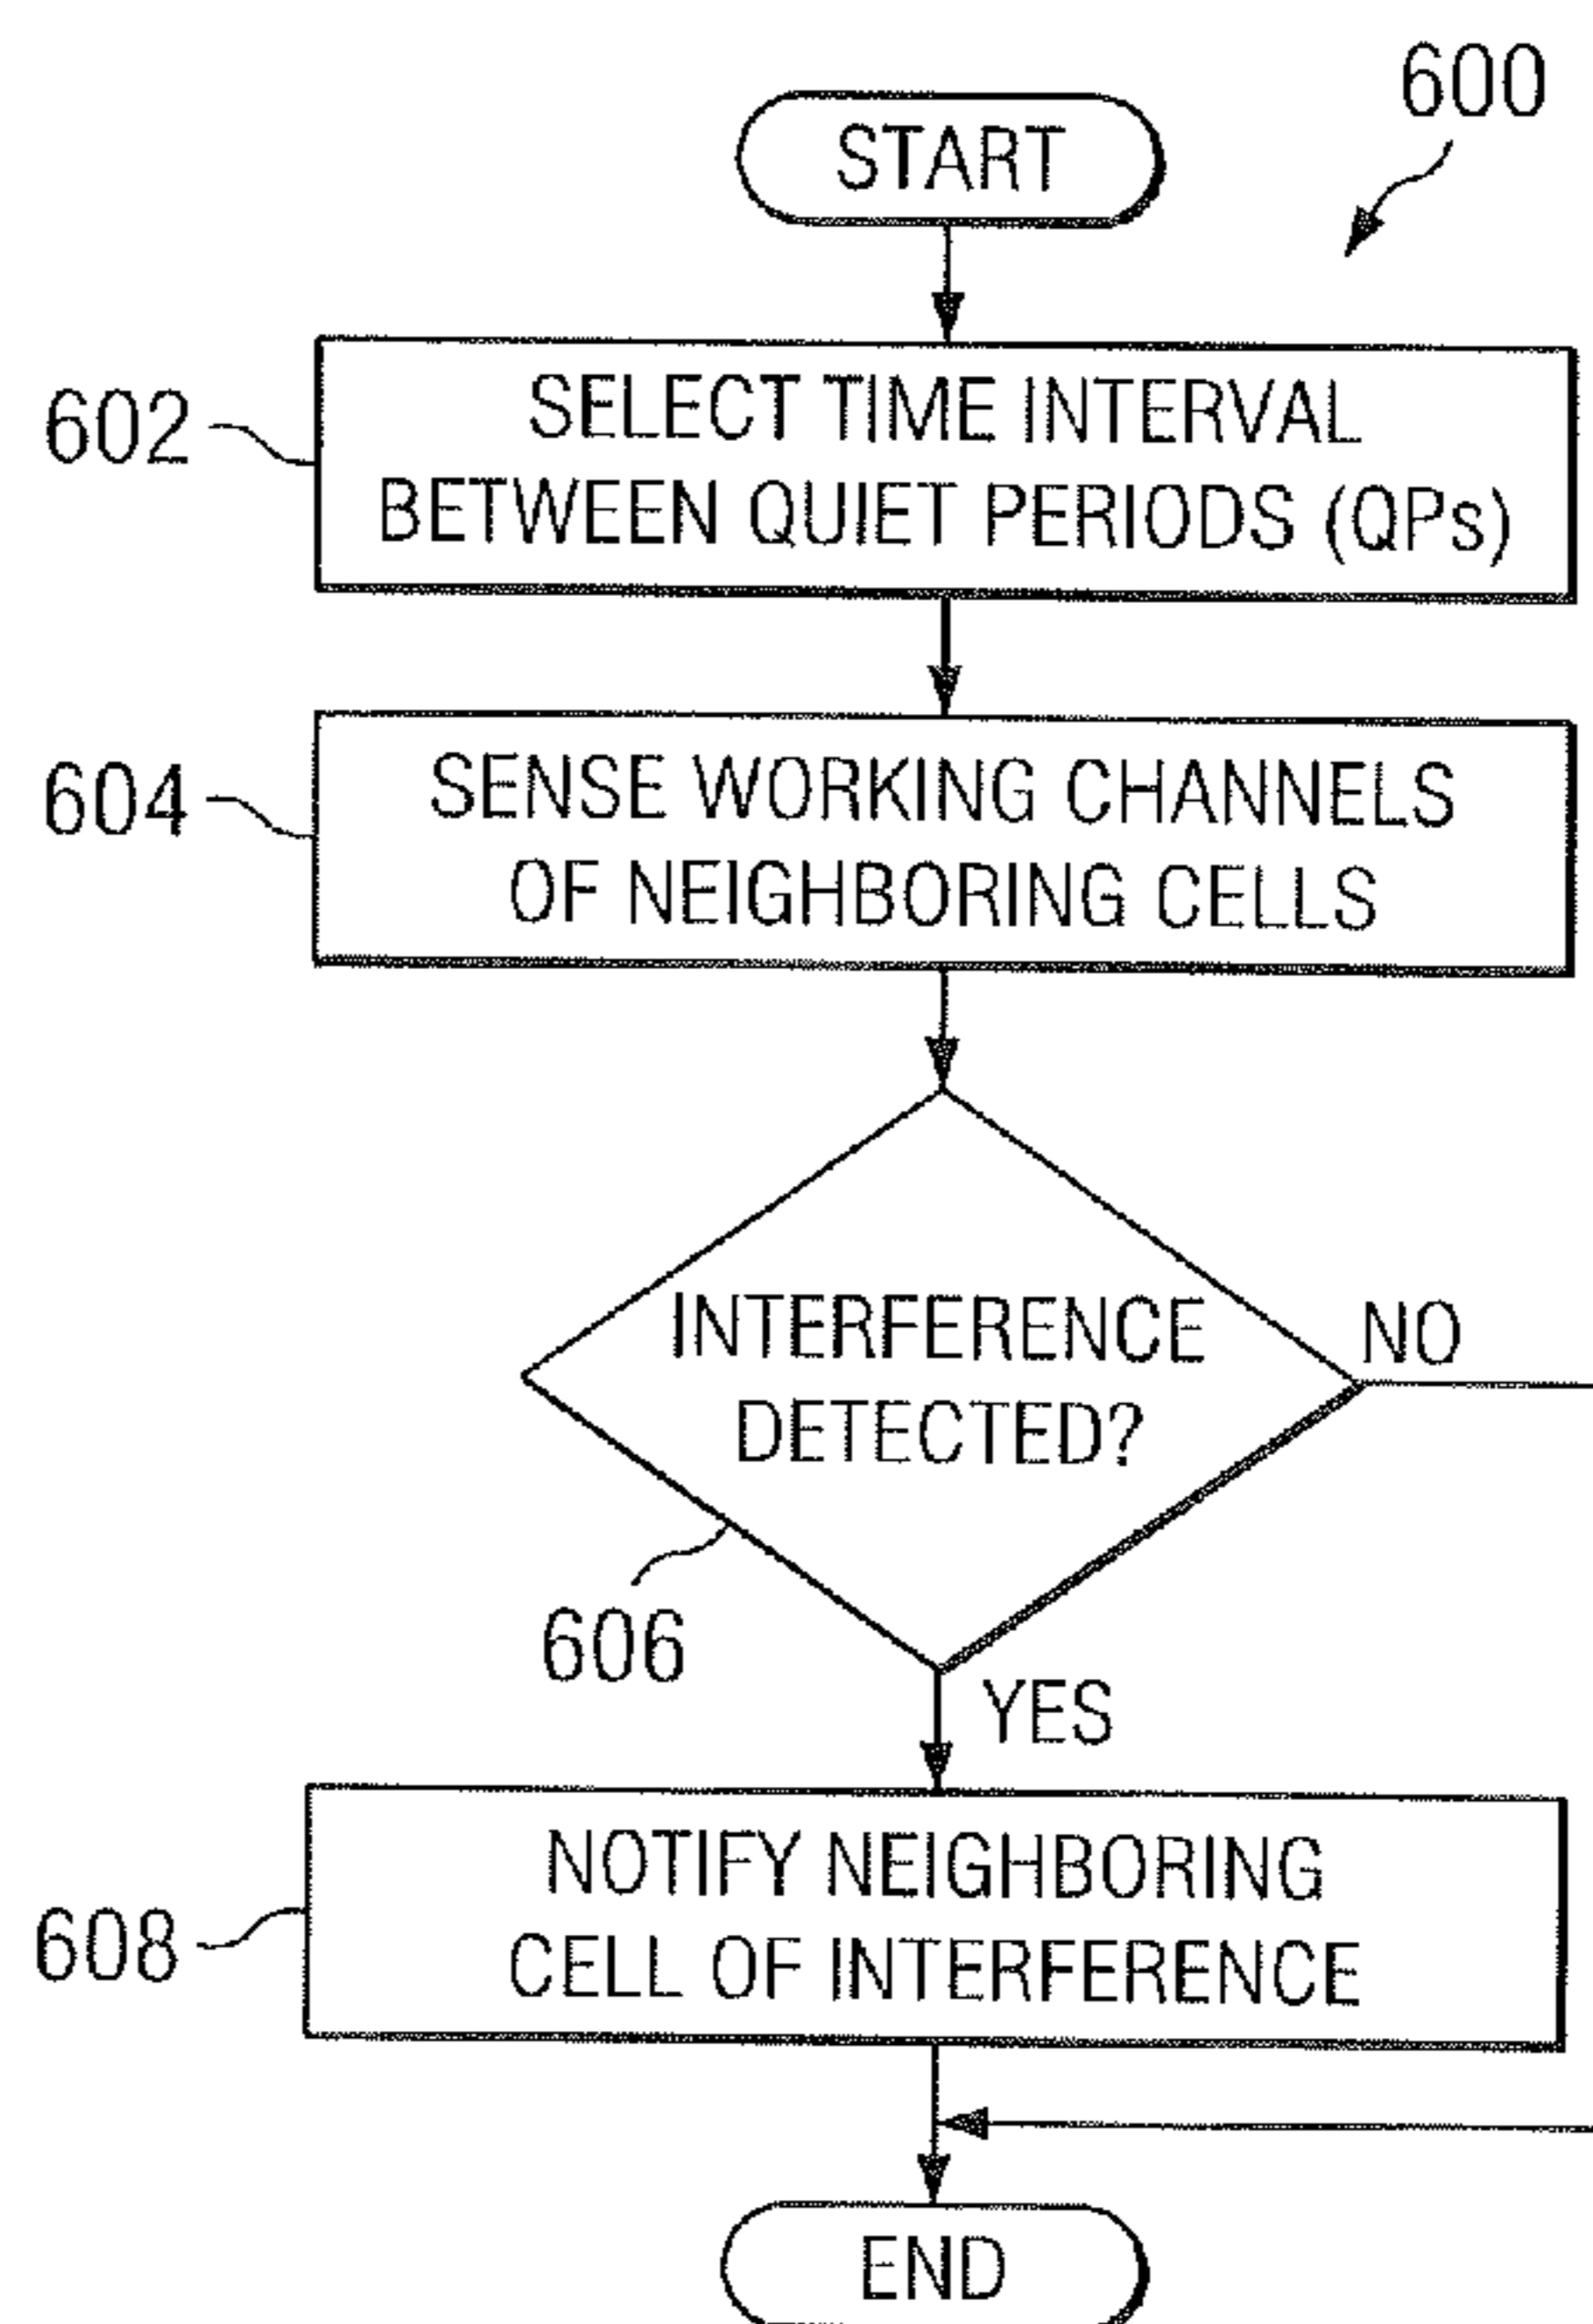 600
START
602
SELECT TIME INTERVAL
BETWEEN QUIET PERIODS (QPs)
604
SENSE WORKING CHANNELS
OF NEIGHBORING CELLS
INTERFERENCE
DETECTED?
NO
606
YES
608
NOTIFY NEIGHBORING
CELL OF INTERFERENCE
END